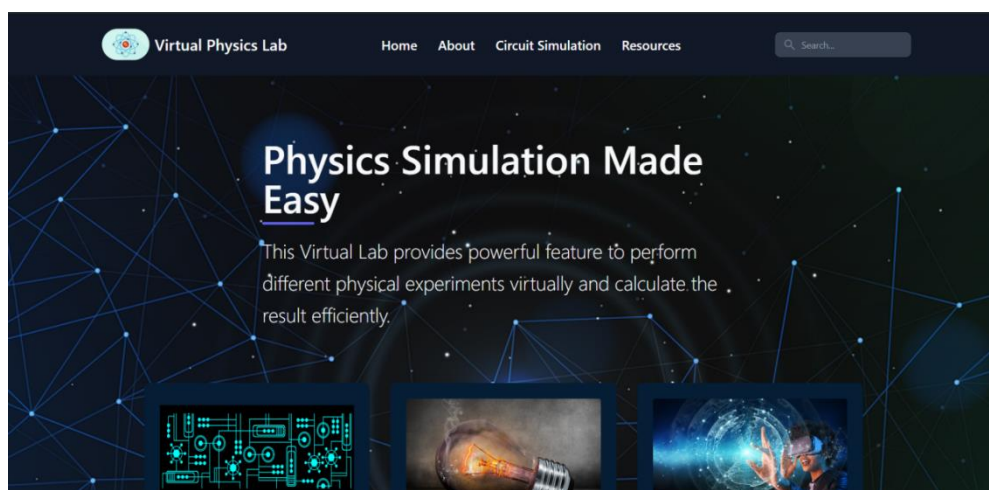 Virtual Physics Lab
Home
About
Circuit Simulation
Resources
Search...
Physics Simulation Made
Easy
This Virtual Lab provides powerful feature to perform
different physical experiments virtually and calculate the
result efficiently.